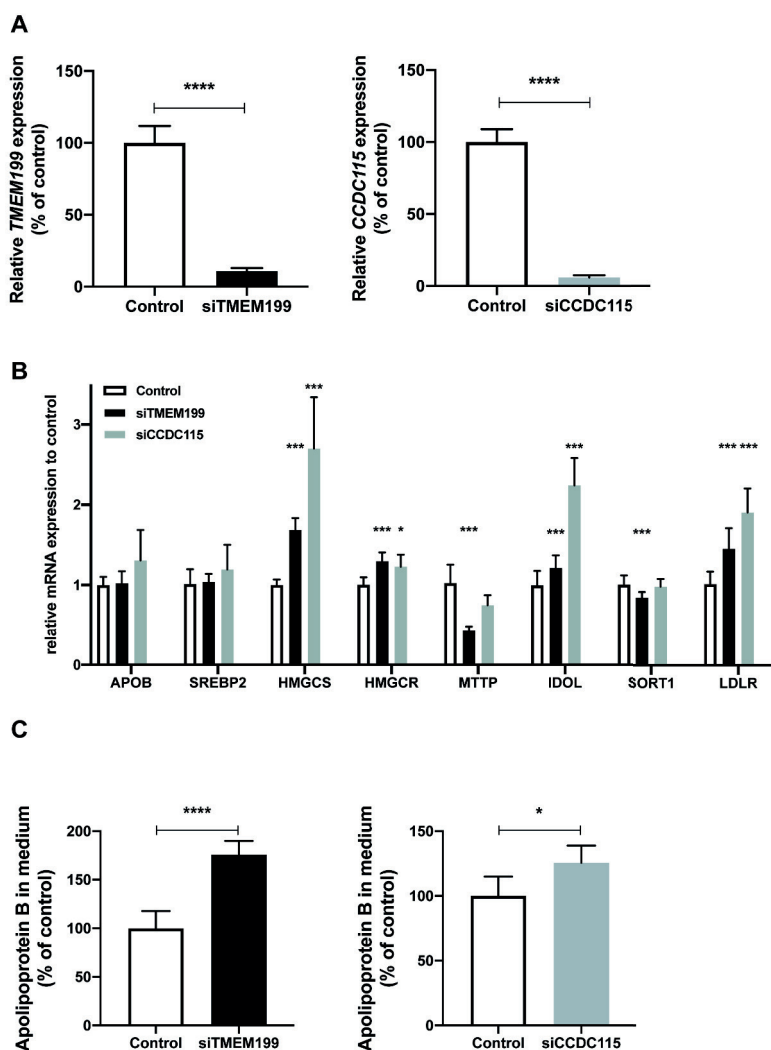 A
Relative TMEM199 expression
(% of control)
150
100
50
0
****
Control
siTMEM199
Relative CCDC115 expression
(% of control)
150
100
50
0
****
Control
siCCDC115
B
relative mRNA expression to control
3
2
1
0
Control
siTMEM199
siCCDC115
***
***
*** *
***
***
***
***
*** ***
APOB
SREBP2
HMGCS
HMGCR
MTTP
IDOL
SORT1
LDLR
C
Apolipoprotein B in medium
(% of control)
200
150
100
50
0
****
Control
siTMEM199
Apolipoprotein B in medium
(% of control)
150
100
50
0
*
Control
siCCDC115